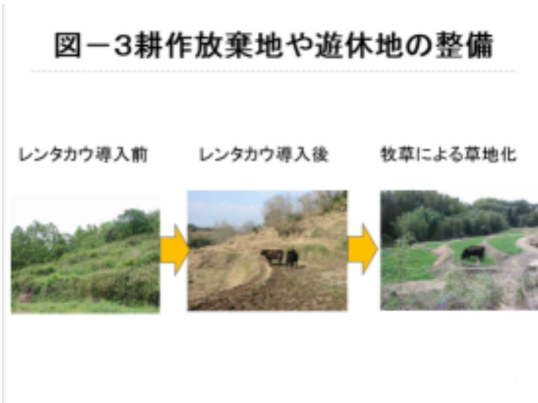 図－3耕作放棄地や遊休地の整備
レンタカウ導入前
レンタカウ導入後
牧草による草地化